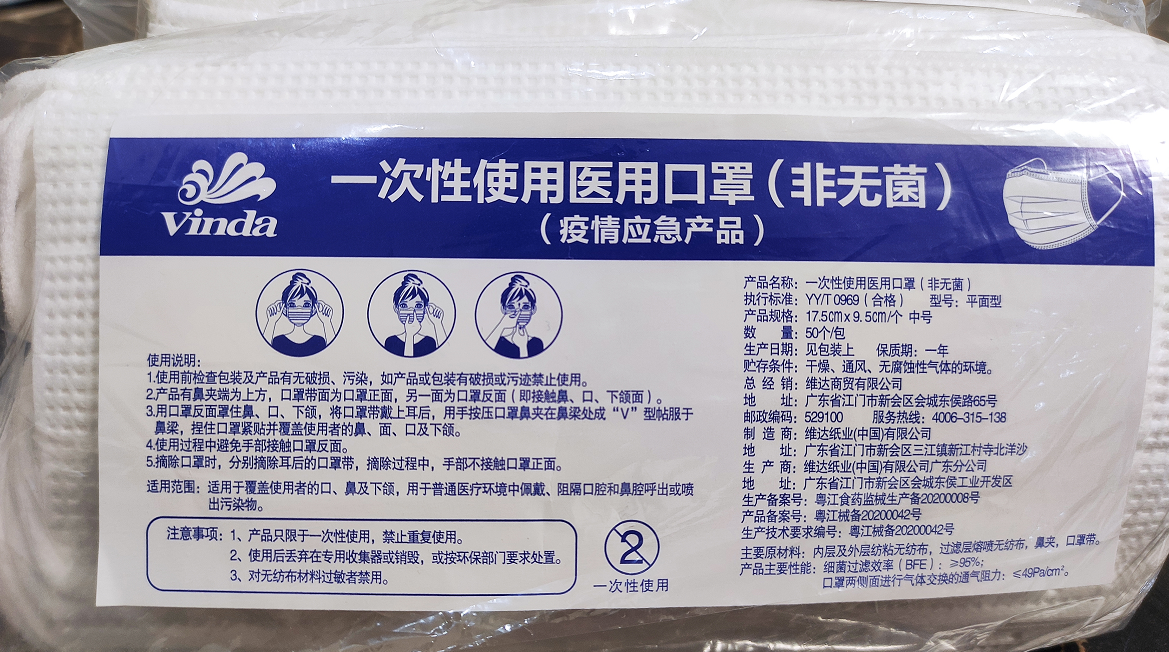 Vinda
一次性使用医用口罩（非无菌）
（疫情应急产品）
使用说明：
1.使用前检查包装及产品有无破损、污染，如产品或包装有破损或污迹禁止使用。
2.产品有鼻夹端为上方，口罩带面为口罩正面，另一面为口罩反面（即接触鼻、口、下颌面）。
3.用口罩反面罩住鼻、口、下颌，将口罩带戴上耳后，用手按压口罩鼻夹在鼻梁处成“V”型帖服于
鼻梁，捏住口罩紧贴并覆盖使用者的鼻、面、口及下颌。
4.使用过程中避免手部接触口罩反面。
5.摘除口罩时，分别摘除耳后的口罩带，摘除过程中，手部不接触口罩正面。
适用范围：适用于覆盖使用者的口、鼻及下颌，用于普通医疗环境中佩戴、阻隔口腔和鼻腔呼出或喷
出污染物。
注意事项：1、产品只限于一次性使用，禁止重复使用。
2、使用后丢弃在专用收集器或销毁，或按环保部门要求处置。
3、对无纺布材料过敏者禁用。
2
一次性使用
产品名称：一次性使用医用口罩（非无菌）
执行标准：YY/T 0969（合格） 型号：平面型
产品规格：17.5cm x 9.5cm/个 中号
数 量：50个/包
生产日期：见包装上 保质期：一年
贮存条件：干燥、通风、无腐蚀性气体的环境。
总 经 销：维达商贸有限公司
地 址：广东省江门市新会区会城东侯路65号
邮政编码：529100 服务热线：4006-315-138
制 造 商：维达纸业(中国)有限公司
地 址：广东省江门市新会区三江镇新江村寺北洋沙
生 产 商：维达纸业(中国)有限公司广东分公司
地 址：广东省江门市新会区会城东侯工业开发区
生产备案号：粤江食药监械生产备20200008号
产品备案号：粤江械备20200042号
生产技术要求编号：粤江械备20200042号
主要原材料：内层及外层纺粘无纺布，过滤层熔喷无纺布，鼻夹，口罩带。
产品主要性能：细菌过滤效率（BFE）：≥95%；
口罩两侧面进行气体交换的通气阻力：≤49Pa/cm²。